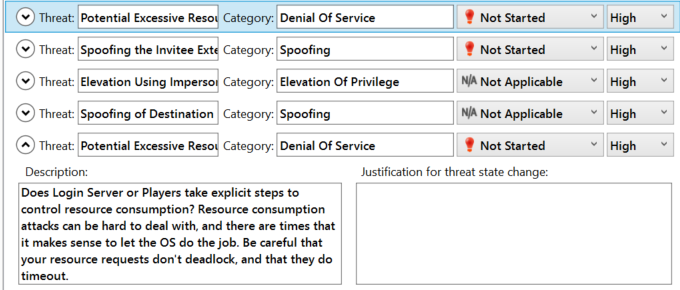 Threat: Potential Excessive Resou Category: Denial Of Service Not Started High
Threat: Spoofing the Invitee Exte Category: Spoofing Not Started High
Threat: Elevation Using Imperson Category: Elevation Of Privilege N/A Not Applicable High
Threat: Spoofing of Destination Category: Spoofing N/A Not Applicable High
Threat: Potential Excessive Resou Category: Denial Of Service Not Started High
Description: Justification for threat state change:
Does Login Server or Players take explicit steps to
control resource consumption? Resource consumption
attacks can be hard to deal with, and there are times that
it makes sense to let the OS do the job. Be careful that
your resource requests don't deadlock, and that they do
timeout.